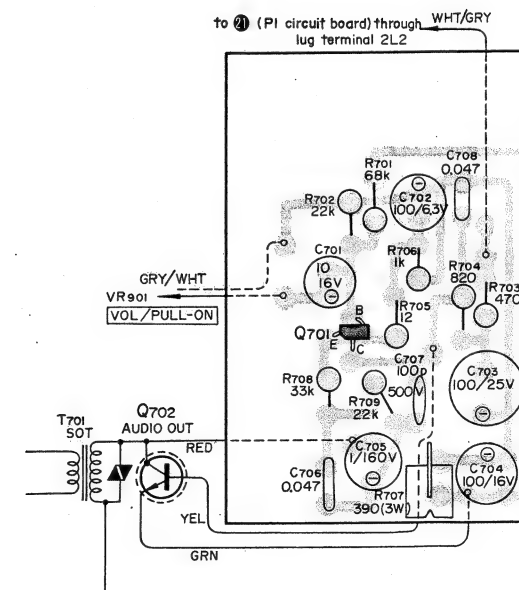 to 21 (P1 circuit board) through
lug terminal 2L2
WHT/GRY
R701
68k
C708
0.047
R702
22k
C702
100/6.3V
C701
10
16V
R706
1k
R704
820
R703
470
GRY/WHT
VR901
VOL/PULL-ON
R705
12
B
Q701
E
C
C707
100p
500V
C703
100/25V
R708
33k
R709
22k
T701
SOT
Q702
AUDIO OUT
RED
C705
1/160V
C706
0.047
C704
100/16V
R707
390(3W)
YEL
GRN